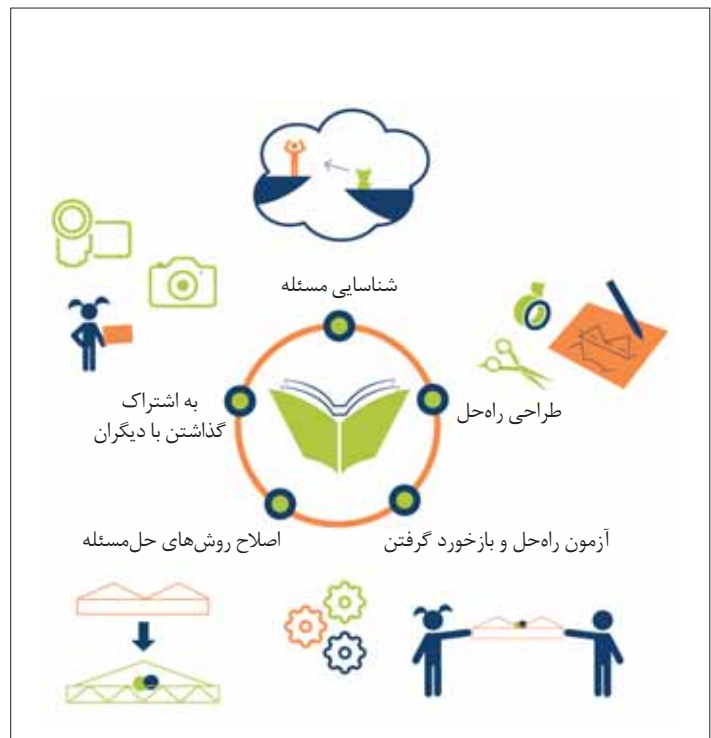 شناسایی مسئله
طراحی راه‌حل
آزمون راه‌حل و بازخورد گرفتن
اصلاح روش‌های حل‌مسئله
به اشتراک
گذاشتن با دیگران